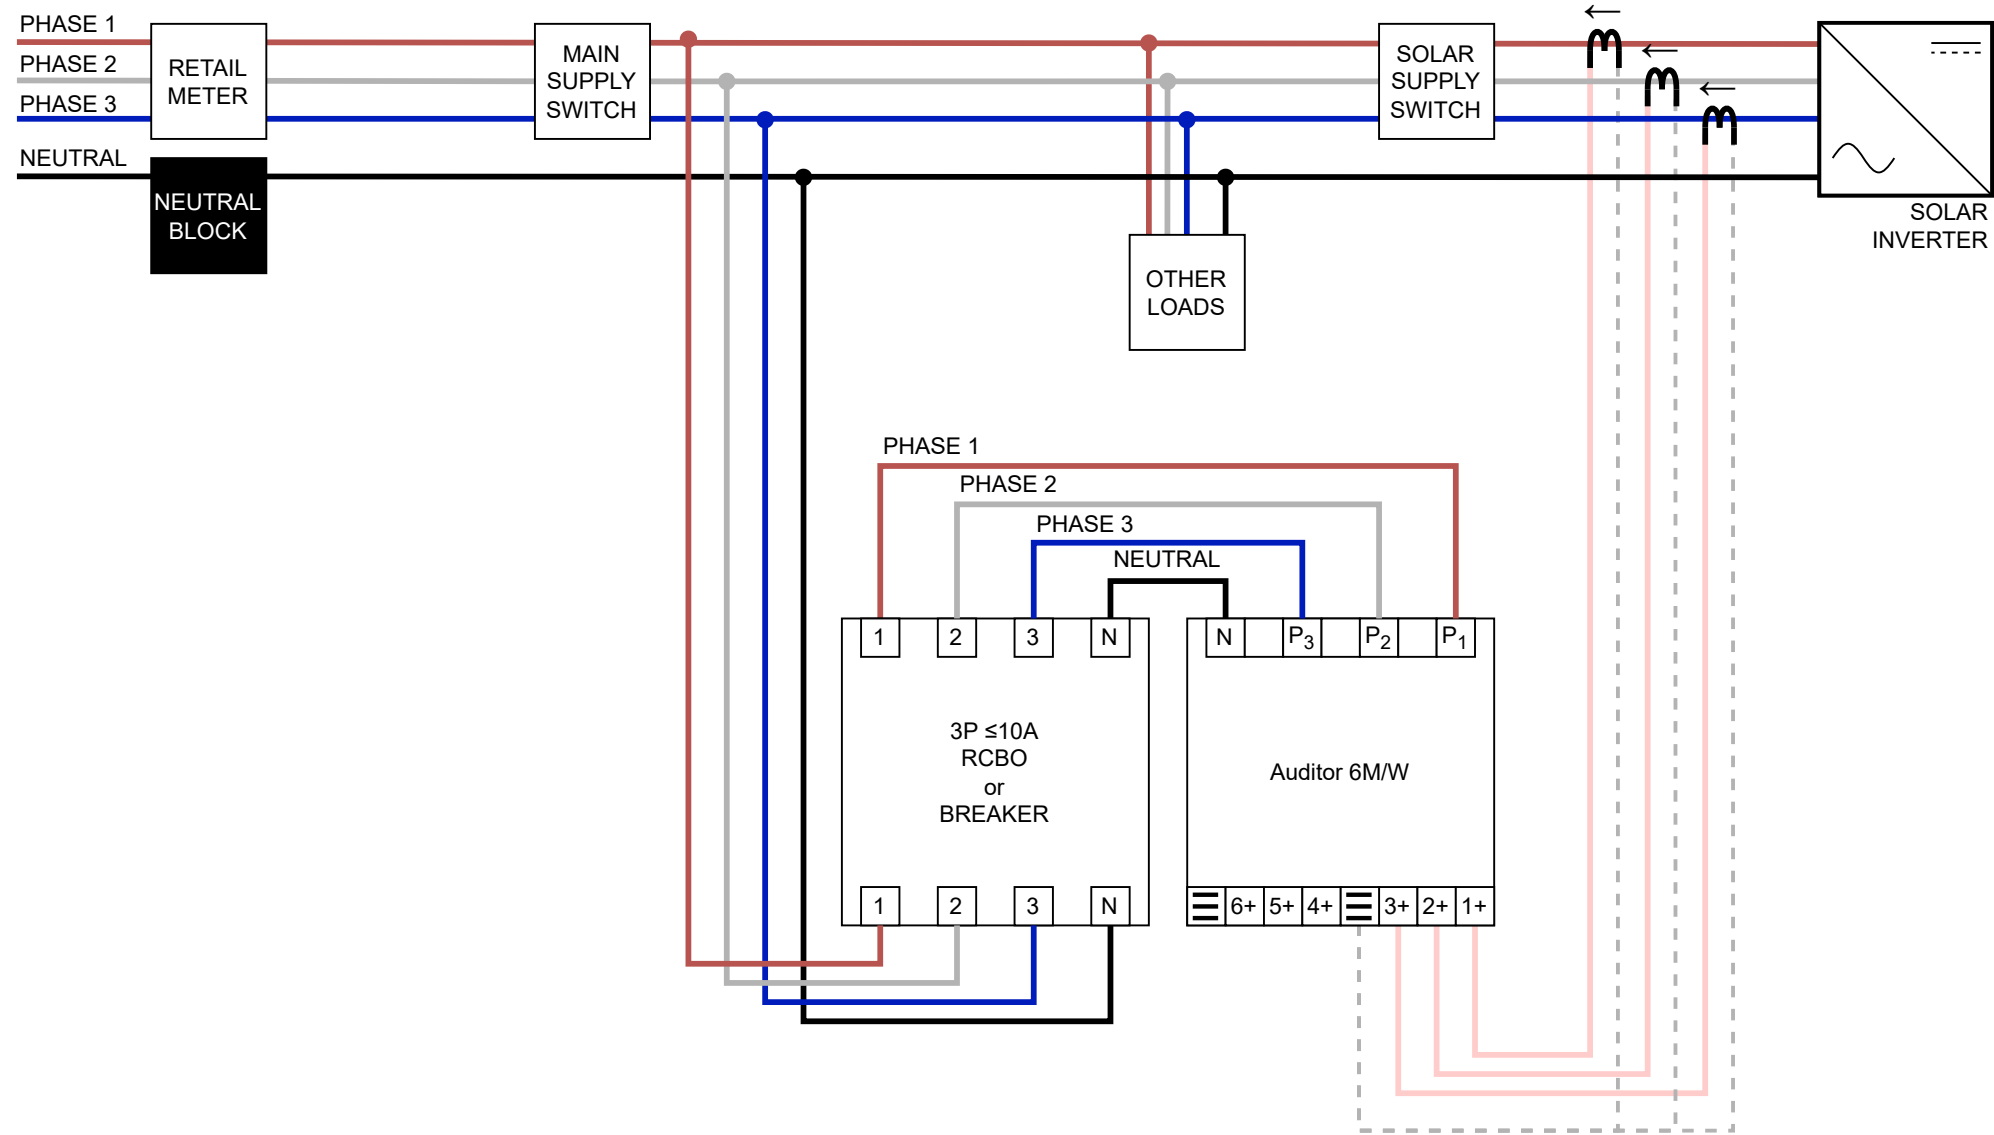 PHASE 1
PHASE 2
PHASE 3
NEUTRAL
RETAIL
METER
NEUTRAL
BLOCK
MAIN
SUPPLY
SWITCH
OTHER
LOADS
SOLAR
SUPPLY
SWITCH
SOLAR
INVERTER
PHASE 1
PHASE 2
PHASE 3
NEUTRAL
1 2 3 N
3P ≤10A
RCBO
or
BREAKER
1 2 3 N
N P3 P2 P1
Auditor 6M/W
6+ 5+ 4+ 3+ 2+ 1+